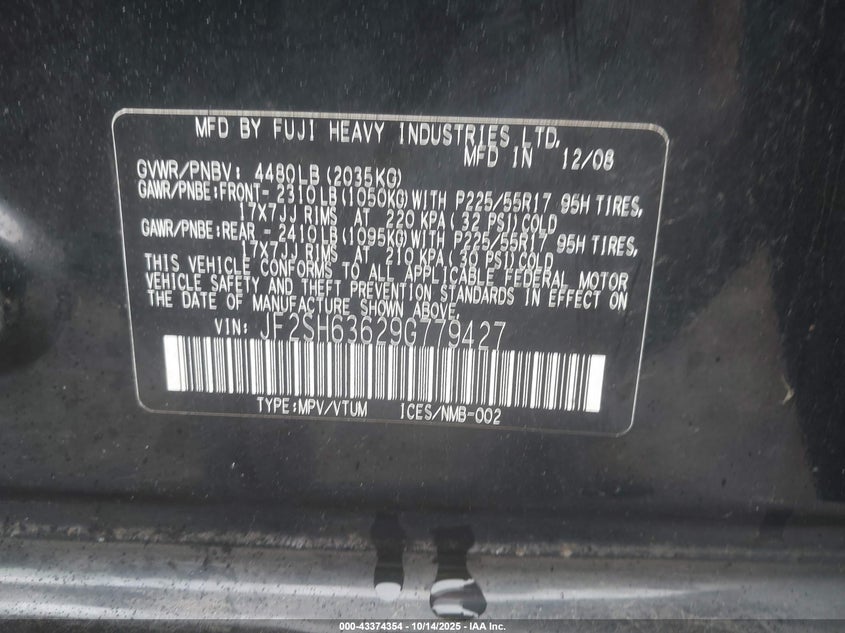 MFD BY FUJI HEAVY INDUSTRIES LTD.
MFD IN 12/08
GVWR/PNBV: 4480LB(2035KG)
GAWR/PNBE:FRONT- 2310LB(1050KG)WITH P225/55R17 95H TIRES,
17X7JJ RIMS AT 220 KPA( 32 PSI)COLD
GAWR/PNBE:REAR - 2410LB(1095KG)WITH P225/55R17 95H TIRES,
17X7JJ RIMS AT 210 KPA( 30 PSI)COLD
THIS VEHICLE CONFORMS TO ALL APPLICABLE FEDERAL MOTOR
VEHICLE SAFETY AND THEFT PREVENTION STANDARDS IN EFFECT ON
THE DATE OF MANUFACTURE SHOWN ABOVE.
VIN: JF2SH63629G779427
TYPE:MPV/VTUM ICES/NMB-002
000-43374354 - 10/14/2025 - IAA Inc.